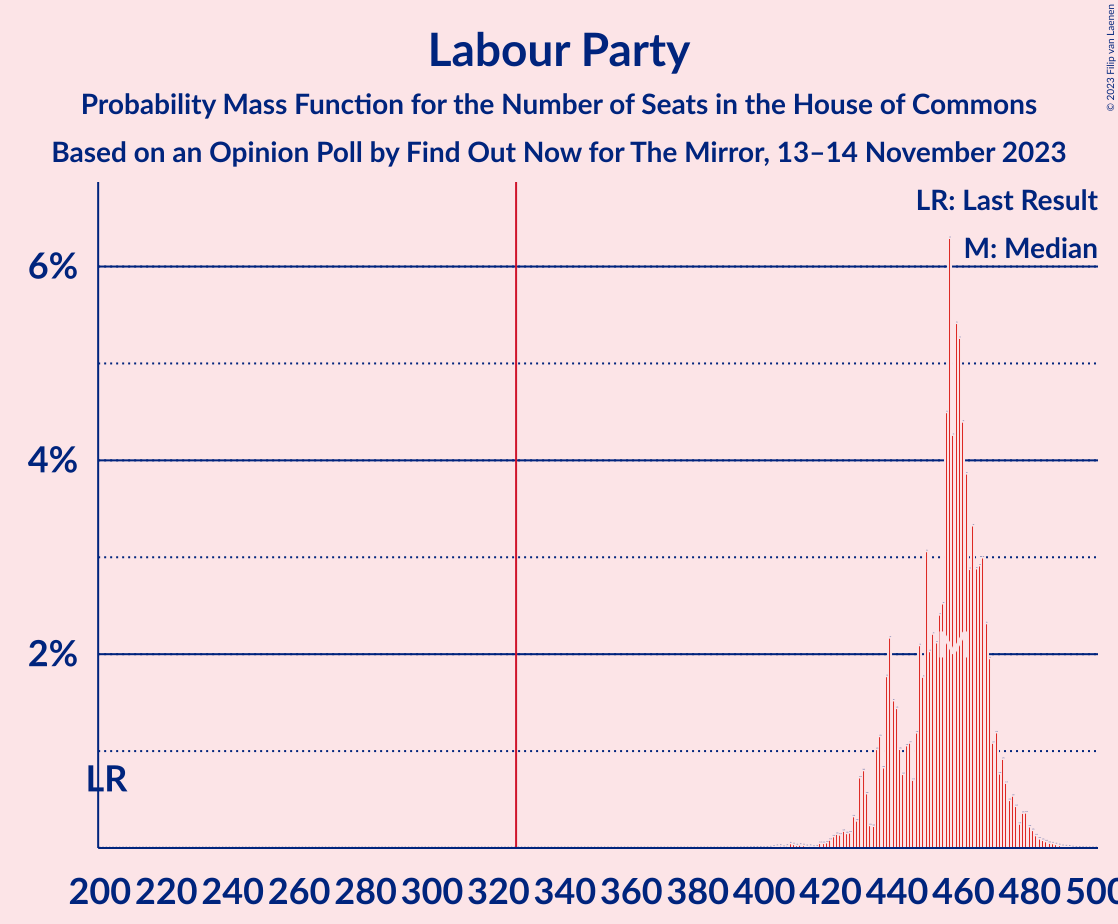 Labour Party
Probability Mass Function for the Number of Seats in the House of Commons
Based on an Opinion Poll by Find Out Now for The Mirror, 13–14 November 2023
© 2023 Filip van Laenen
LR: Last Result
M: Median
6%
4%
2%
LR
M
200 220 240 260 280 300 320 340 360 380 400 420 440 460 480 500